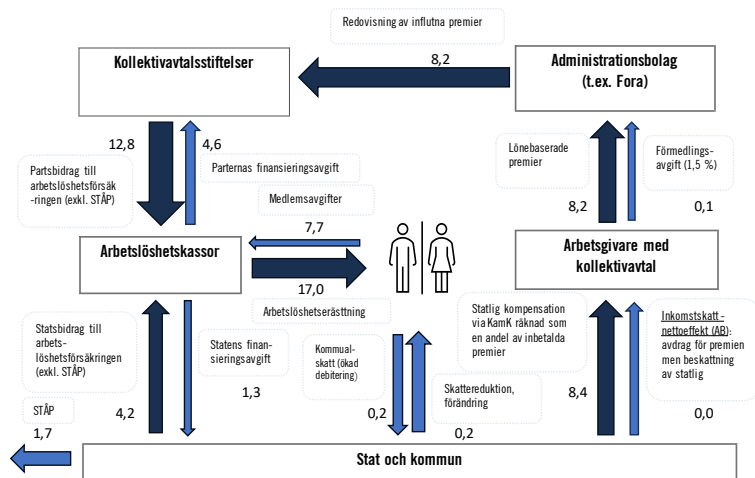 Redovisning av influtna premier
8,2
Kollektivavtalsstiftelser
Administrationsbolag
(t.ex. Fora)
12,8
4,6
Partsbidrag till
arbetslöshetsförsäk
-ringen (exkl. STÅP)
Parternas finansieringsavgift
Lönebaserade
premier
Förmedlings-
avgift (1,5 %)
8,2
0,1
Medlemsavgifter
7,7
Arbetslöshetskassor
17,0
Arbetslöshetserästtning
Arbetsgivare med
kollektivavtal
Statsbidrag till
arbets-
löshetsförsäkringen
(exkl. STÅP)
Statens finan-
sieringsavgift
1,3
4,2
STÅP
1,7
Kommual-
skatt (ökad
debitering)
0,2
Skattereduktion,
förändring
0,2
Statlig kompensation
via KamK räknad som
en andel av inbetalda
premier
8,4
Inkomstskatt -
nettoeffekt (AB):
avdrag för premien
men beskattning
av statlig
0,0
Stat och kommun